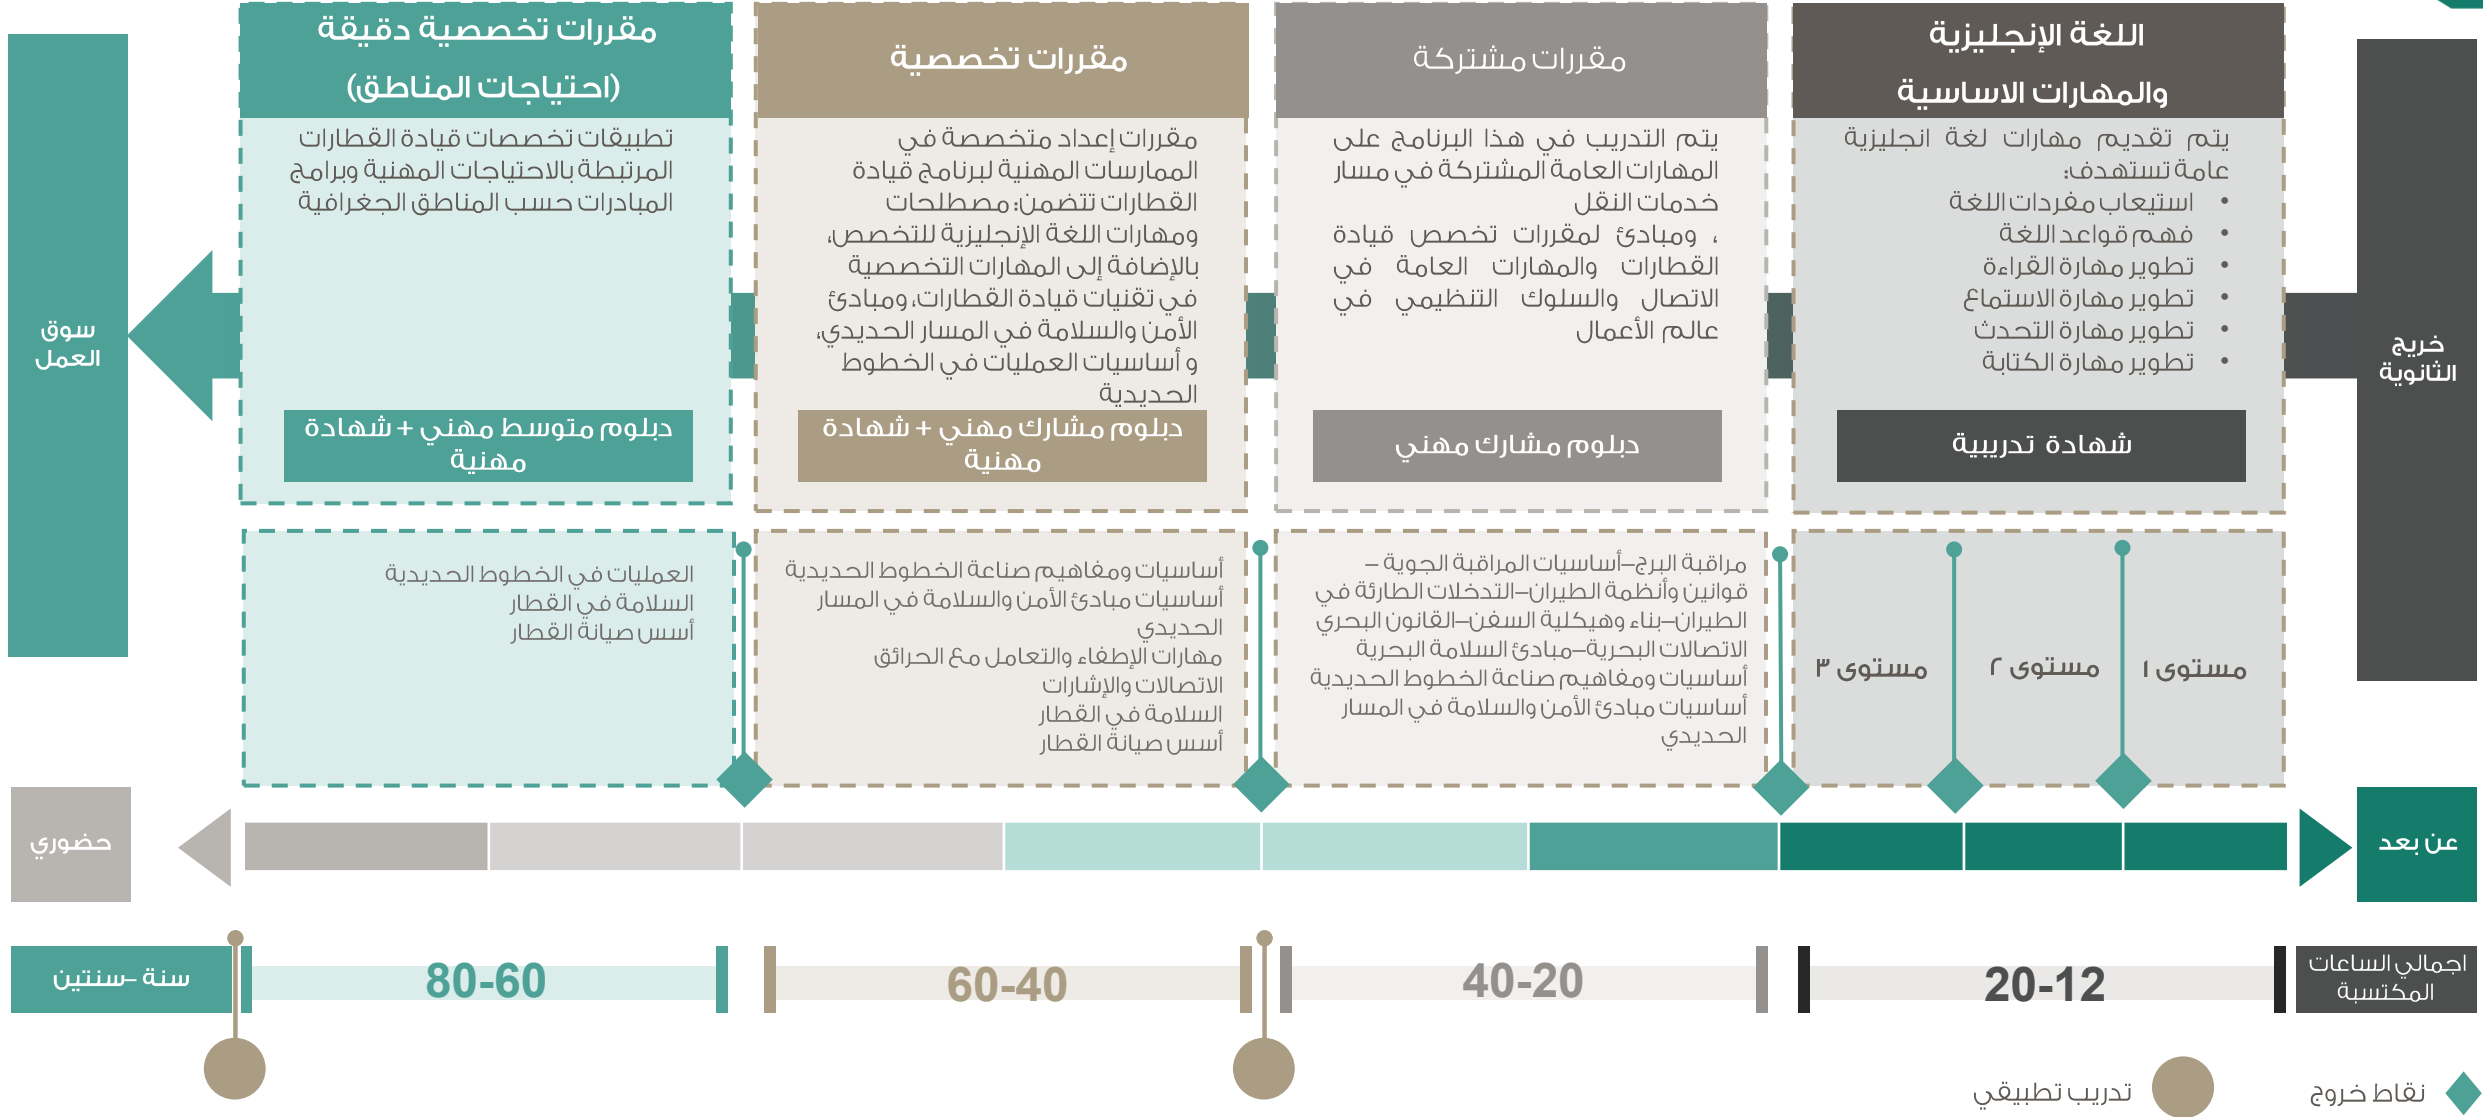 خريج
الثانوية
اللغة الإنجليزية
والمهارات الاساسية
يتم تقديم مهارات لغة انجليزية
عامة تستهدف:
• استيعاب مفردات اللغة
• فهم قواعد اللغة
• تطوير مهارة القراءة
• تطوير مهارة الاستماع
• تطوير مهارة التحدث
• تطوير مهارة الكتابة
شهادة تدريبية
مقررات مشتركة
يتم التدريب في هذا البرنامج على
المهارات العامة المشتركة في مسار
خدمات النقل
، ومبادئ لمقررات تخصص قيادة
القطارات والمهارات العامة في
الاتصال والسلوك التنظيمي في
عالم الأعمال
دبلوم مشارك مهني
مقررات تخصصية
مقررات إعداد متخصصة في
الممارسات المهنية لبرنامج قيادة
القطارات تتضمن: مصطلحات
ومهارات اللغة الإنجليزية للتخصص،
بالإضافة إلى المهارات التخصصية
في تقنيات قيادة القطارات، ومبادئ
الأمن والسلامة في المسار الحديدي،
و أساسيات العمليات في الخطوط
الحديدية
دبلوم مشارك مهني + شهادة
مهنية
مقررات تخصصية دقيقة
(احتياجات المناطق)
تطبيقات تخصصات قيادة القطارات
المرتبطة بالاحتياجات المهنية وبرامج
المبادرات حسب المناطق الجغرافية
دبلوم متوسط مهني + شهادة
مهنية
سوق
العمل
مستوى ١
مستوى ٢
مستوى ٣
مراقبة البرج–أساسيات المراقبة الجوية –
قوانين وأنظمة الطيران–التدخلات الطارئة في
الطيران–بناء وهيكلية السفن–القانون البحري
الاتصالات البحرية–مبادئ السلامة البحرية
أساسيات ومفاهيم صناعة الخطوط الحديدية
أساسيات مبادئ الأمن والسلامة في المسار
الحديدي
أساسيات ومفاهيم صناعة الخطوط الحديدية
أساسيات مبادئ الأمن والسلامة في المسار
الحديدي
مهارات الإطفاء والتعامل مع الحرائق
الاتصالات والإشارات
السلامة في القطار
أسس صيانة القطار
العمليات في الخطوط الحديدية
السلامة في القطار
أسس صيانة القطار
عن بعد
حضوري
اجمالي الساعات
المكتسبة
20-12
40-20
60-40
80-60
سنة –سنتين
نقاط خروج
تدريب تطبيقي